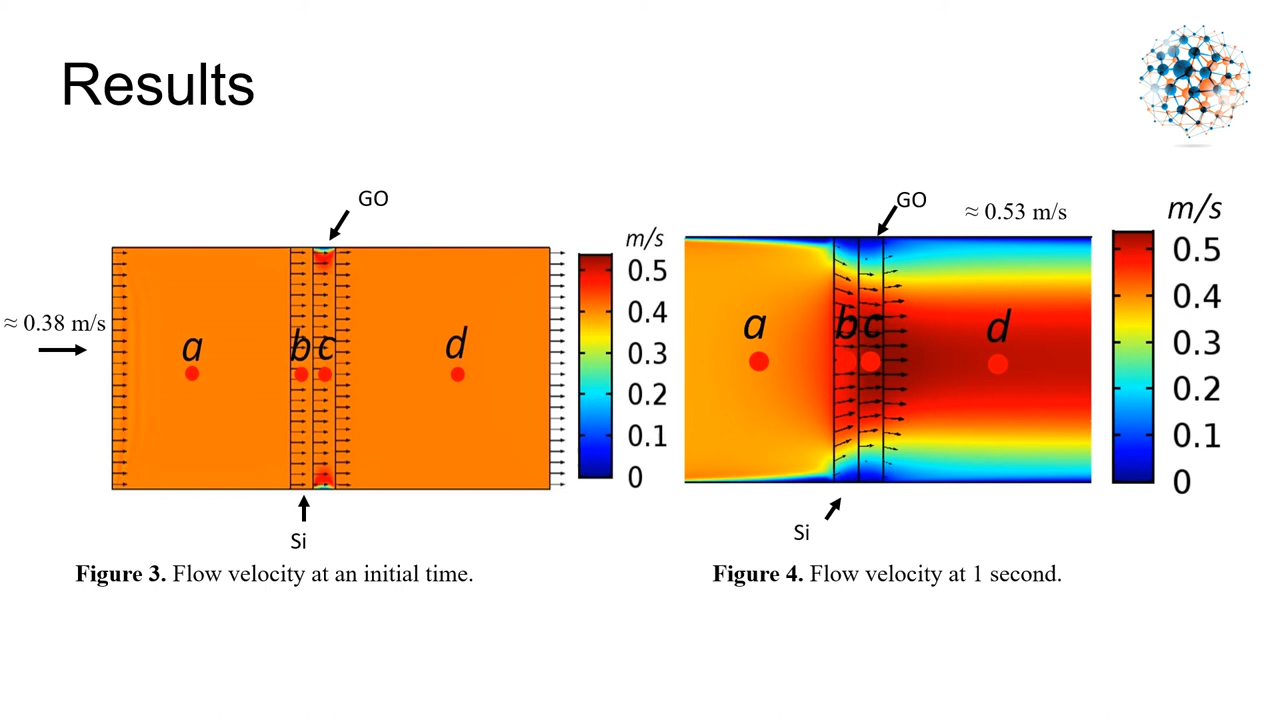 Results
GO
≈ 0.38 m/s
a
b
c
d
Si
m/s
0.5
0.4
0.3
0.2
0.1
0
Figure 3. Flow velocity at an initial time.
GO
≈ 0.53 m/s
a
b
c
d
Si
m/s
0.5
0.4
0.3
0.2
0.1
0
Figure 4. Flow velocity at 1 second.